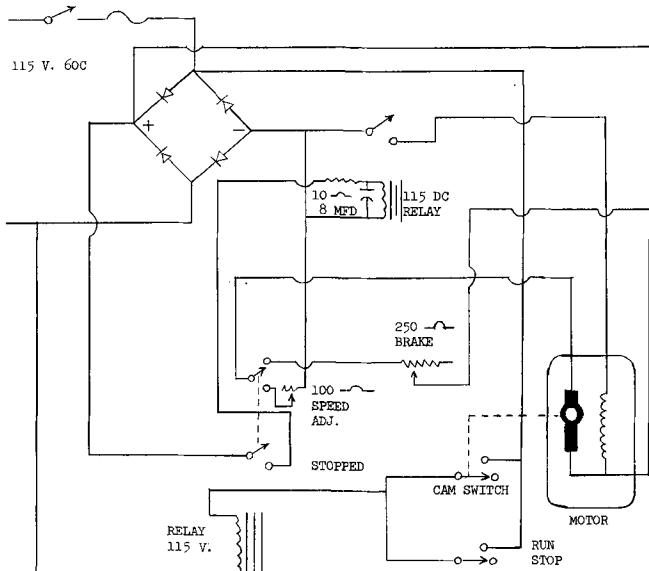 115 V. 60C
+
-
10
8 MFD
115 DC
RELAY
250
BRAKE
100
SPEED
ADJ.
STOPPED
CAM SWITCH
MOTOR
RELAY
115 V.
RUN
STOP